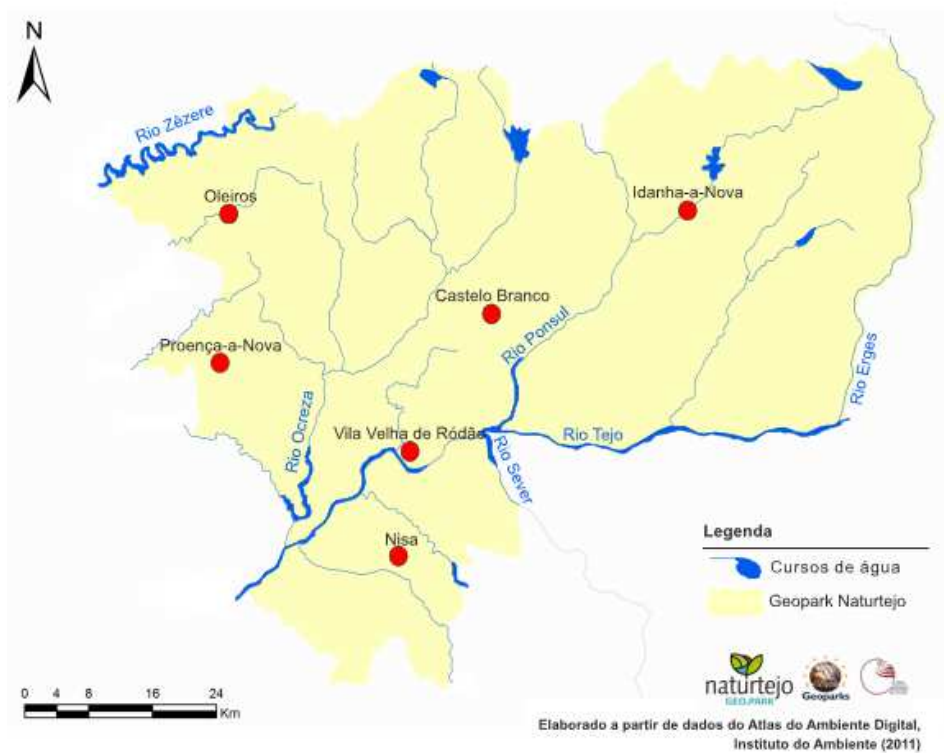 N
Rio Zêzere
Oleiros
Idanha-a-Nova
Castelo Branco
Rio Ponsul
Proença-a-Nova
Rio Erges
Rio Ocreza
Vila Velha de Ródão
Rio Tejo
Rio Sever
Nisa
Legenda
Cursos de água
Geopark Naturtejo
naturtejo
GEOPARK
Geoparks
0 4 8 16 24
Km
Elaborado a partir de dados do Atlas do Ambiente Digital,
Instituto do Ambiente (2011)